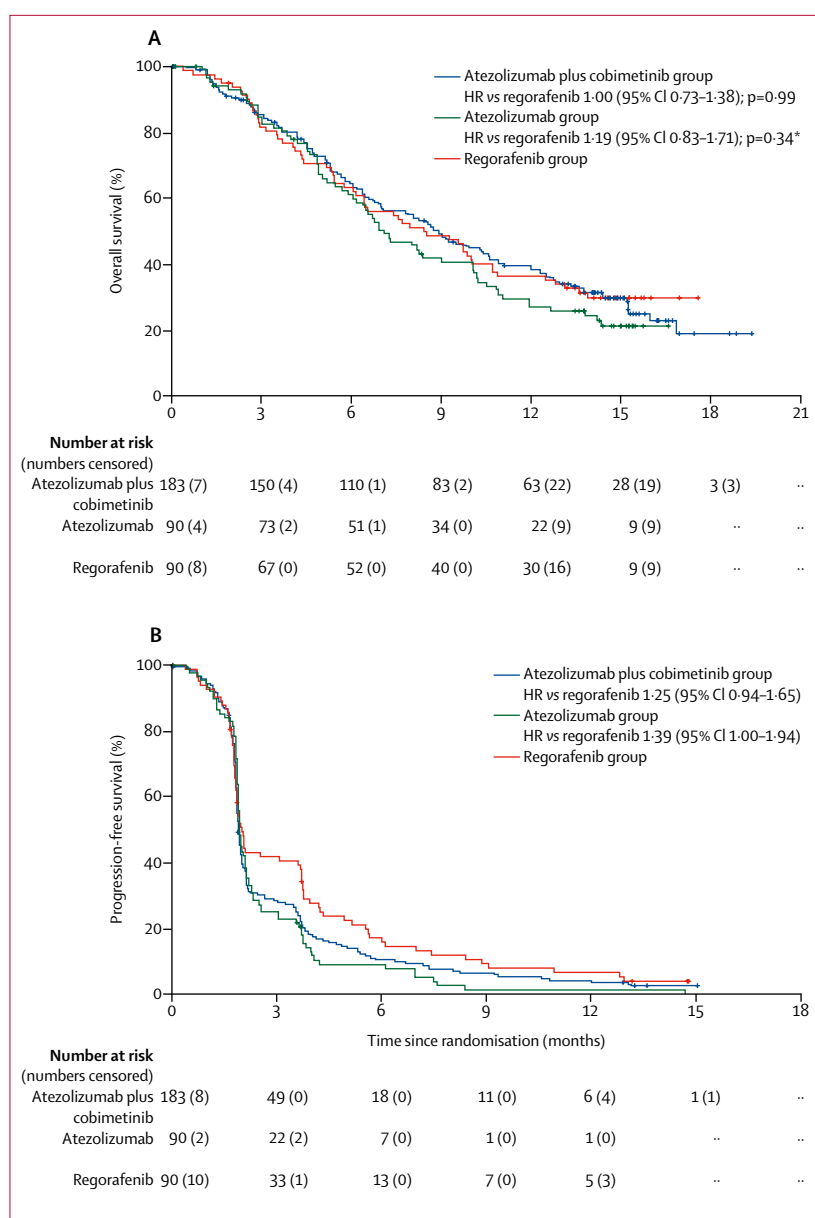 A
100
80
60
40
20
0
Overall survival (%)
Atezolizumab plus cobimetinib group
HR vs regorafenib 1·00 (95% Cl 0·73–1·38); p=0·99
Atezolizumab group
HR vs regorafenib 1·19 (95% Cl 0·83–1·71); p=0·34*
Regorafenib group
0 3 6 9 12 15 18 21
Number at risk
(numbers censored)
Atezolizumab plus 183 (7) 150 (4) 110 (1) 83 (2) 63 (22) 28 (19) 3 (3) ··
cobimetinib
Atezolizumab 90 (4) 73 (2) 51 (1) 34 (0) 22 (9) 9 (9) ·· ··
Regorafenib 90 (8) 67 (0) 52 (0) 40 (0) 30 (16) 9 (9) ·· ··
B
100
80
60
40
20
0
Progression-free survival (%)
Atezolizumab plus cobimetinib group
HR vs regorafenib 1·25 (95% Cl 0·94–1·65)
Atezolizumab group
HR vs regorafenib 1·39 (95% Cl 1·00–1·94)
Regorafenib group
0 3 6 9 12 15 18
Time since randomisation (months)
Number at risk
(numbers censored)
Atezolizumab plus 183 (8) 49 (0) 18 (0) 11 (0) 6 (4) 1 (1) ··
cobimetinib
Atezolizumab 90 (2) 22 (2) 7 (0) 1 (0) 1 (0) ·· ··
Regorafenib 90 (10) 33 (1) 13 (0) 7 (0) 5 (3) ·· ··